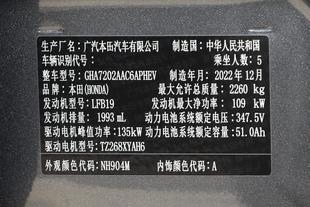 生产厂名：广汽本田汽车有限公司 制造国：中华人民共和国
车辆识别代号： 乘坐人数：5
整车型号：GHA7202AAC6APHEV 制造年月：2022年12月
品牌：本田(HONDA) 最大允许总质量：2260 kg
发动机型号：LFB19 发动机最大净功率：109 kW
发动机排量：1993 mL 动力电池系统额定电压：347.5V
驱动电机峰值功率：135kW 动力电池系统额定容量：51.0Ah
驱动电机型号：TZ268XYAH6
外观颜色代码：NH904M 内饰颜色代码：A